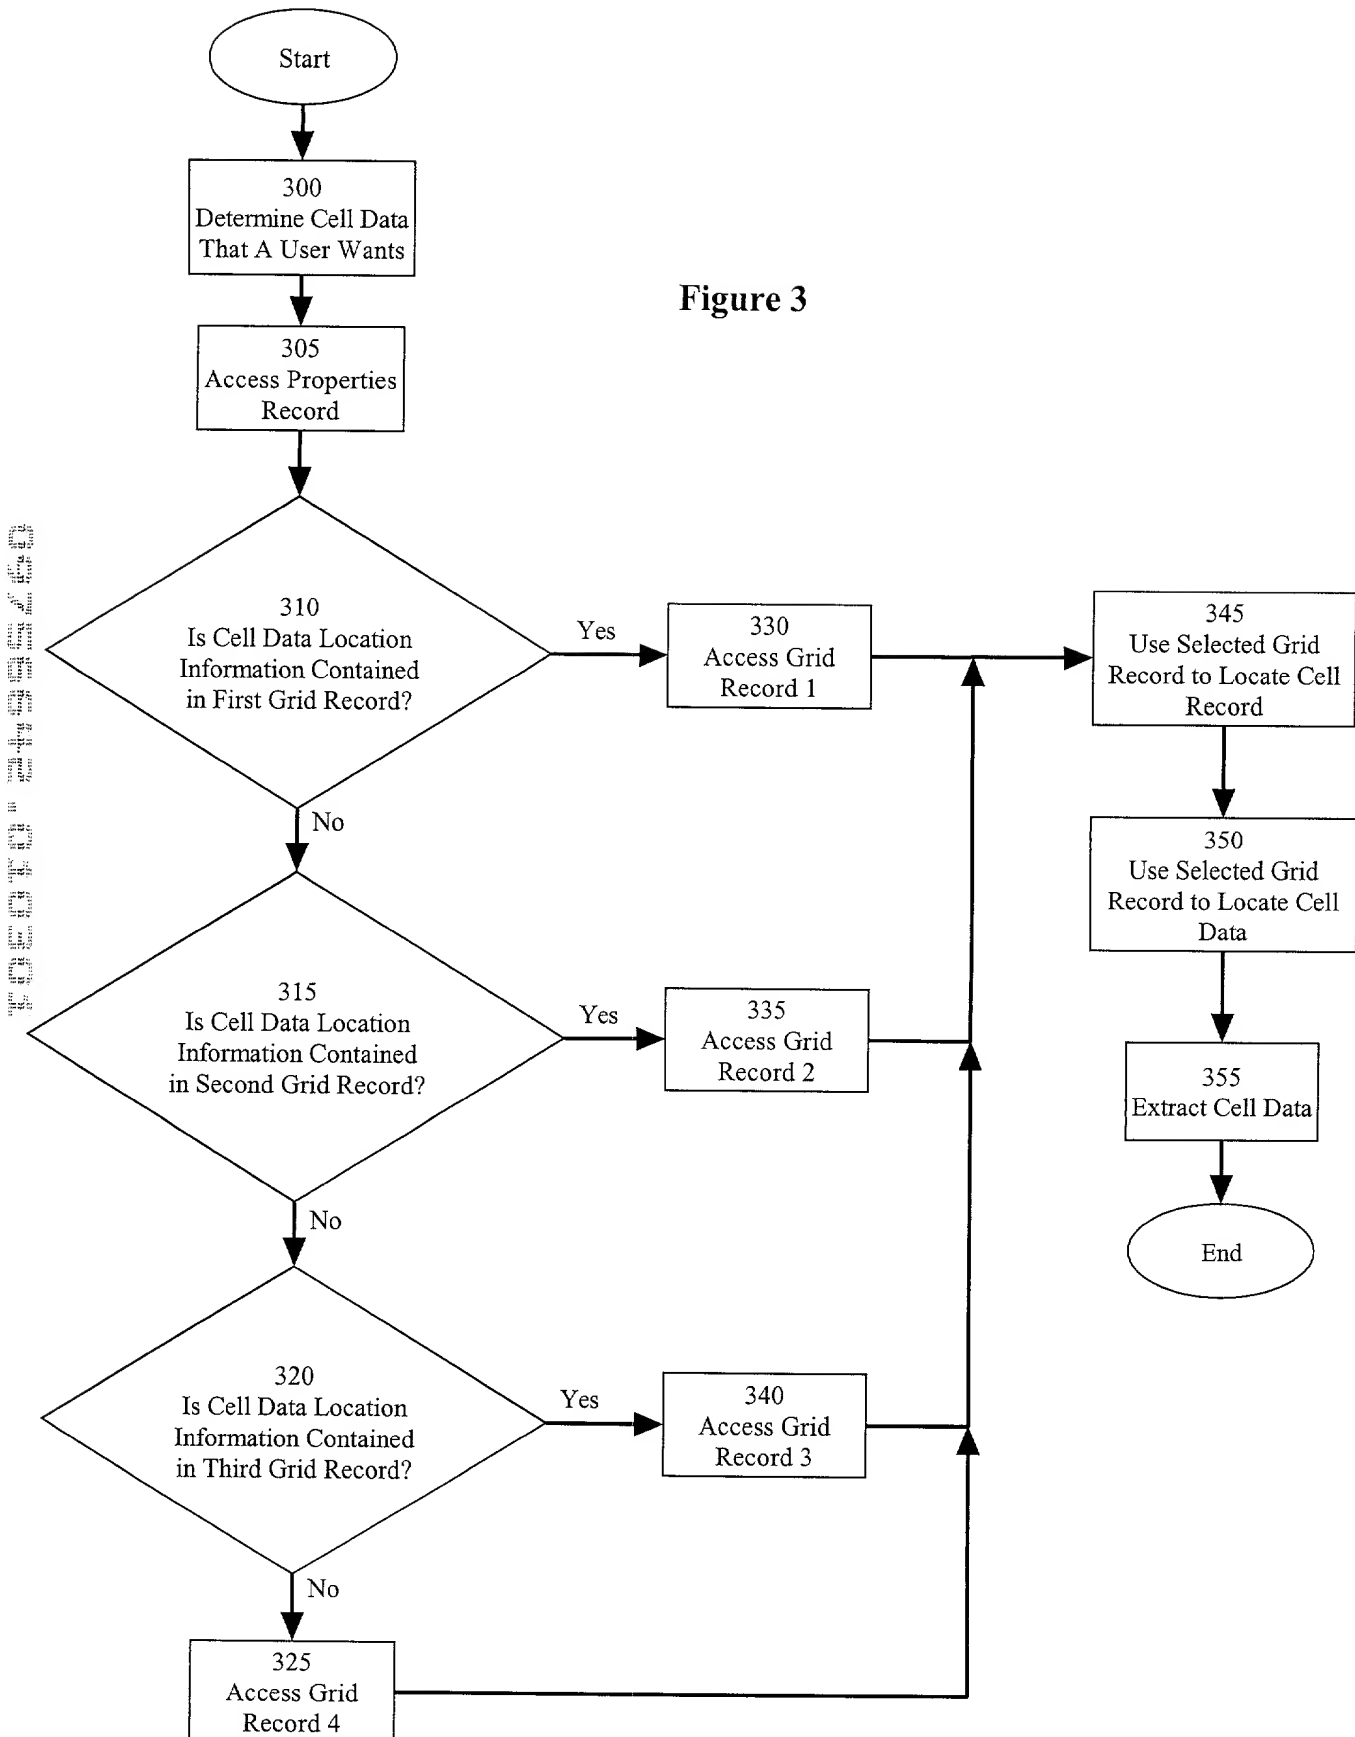 Start
300
Determine Cell Data
That A User Wants
Figure 3
305
Access Properties
Record
310
Is Cell Data Location
Information Contained
in First Grid Record?
Yes
330
Access Grid
Record 1
345
Use Selected Grid
Record to Locate Cell
Record
No
350
Use Selected Grid
Record to Locate Cell
Data
315
Is Cell Data Location
Information Contained
in Second Grid Record?
Yes
335
Access Grid
Record 2
355
Extract Cell Data
No
End
320
Is Cell Data Location
Information Contained
in Third Grid Record?
Yes
340
Access Grid
Record 3
No
325
Access Grid
Record 4